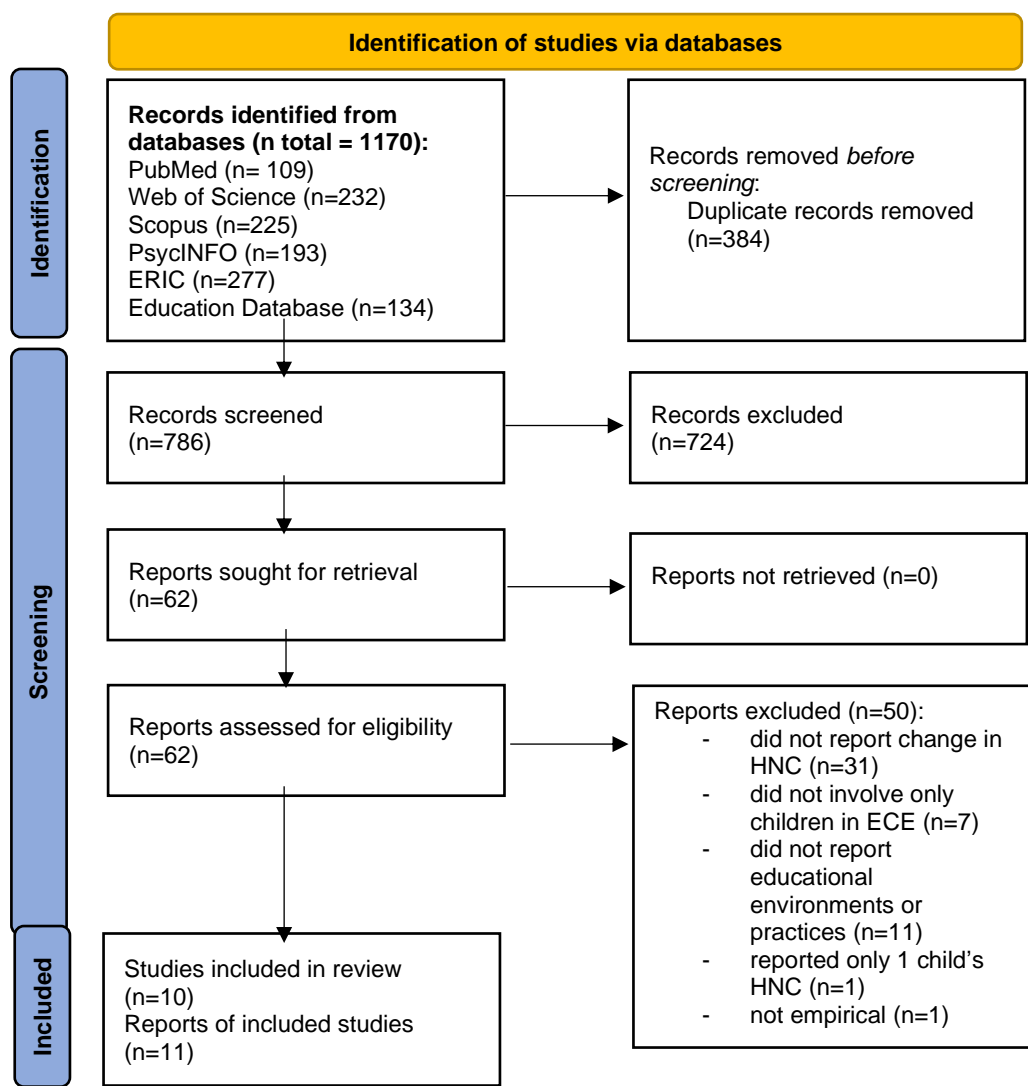 Identification of studies via databases
Identification
Records identified from
databases (n total = 1170):
PubMed (n= 109)
Web of Science (n=232)
Scopus (n=225)
PsycINFO (n=193)
ERIC (n=277)
Education Database (n=134)
Records removed before
screening:
Duplicate records removed
(n=384)
Screening
Records screened
(n=786)
Records excluded
(n=724)
Reports sought for retrieval
(n=62)
Reports not retrieved (n=0)
Reports assessed for eligibility
(n=62)
Reports excluded (n=50):
- did not report change in
HNC (n=31)
- did not involve only
children in ECE (n=7)
- did not report
educational
environments or
practices (n=11)
- reported only 1 child’s
HNC (n=1)
- not empirical (n=1)
Included
Studies included in review
(n=10)
Reports of included studies
(n=11)